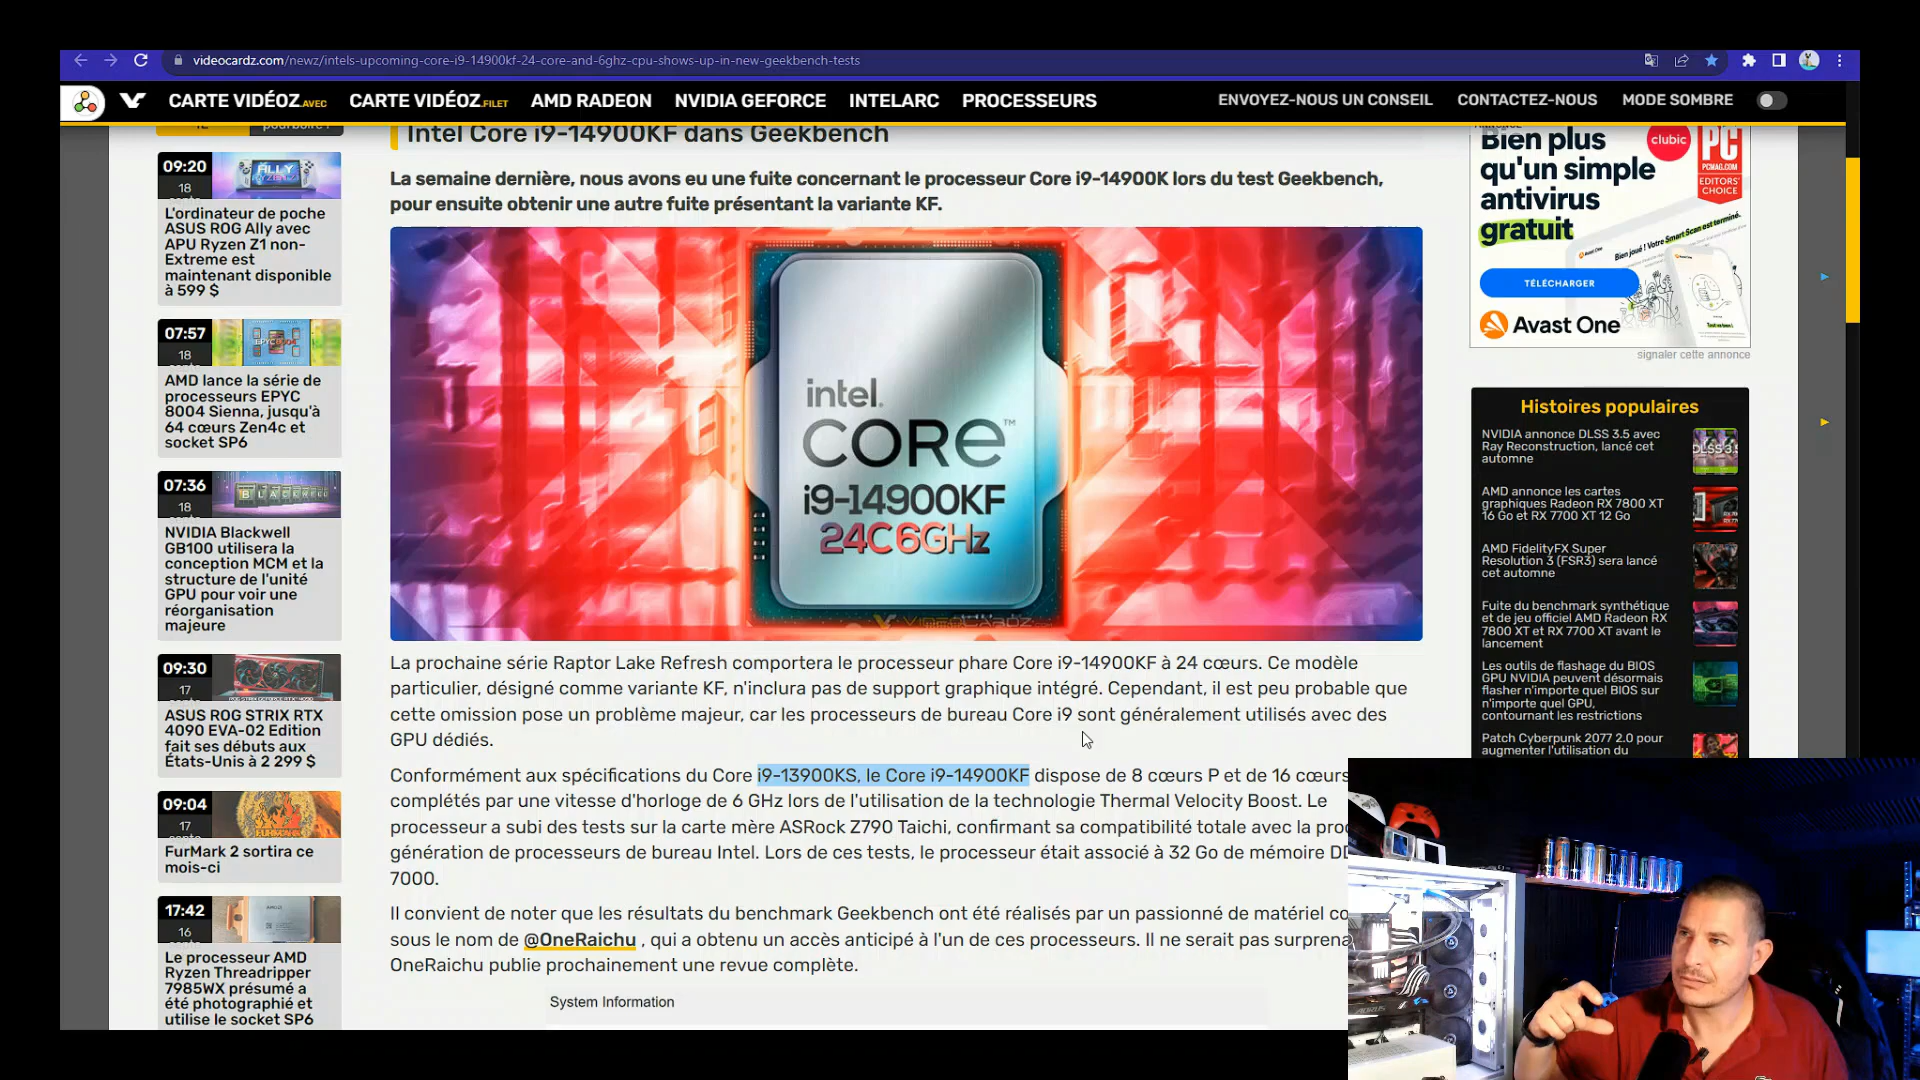 videocardz.com/newz/intels-upcoming-core-i9-14900kf-24-core-and-6ghz-cpu-shows-up-in-new-geekbench-tests
CARTE VIDÉOZ.AVEC CARTE VIDÉOZ.FILET AMD RADEON NVIDIA GEFORCE INTELARC PROCESSEURS ENVOYEZ-NOUS UN CONSEIL CONTACTEZ-NOUS MODE SOMBRE
Intel Core i9-14900KF dans Geekbench
La semaine dernière, nous avons eu une fuite concernant le processeur Core i9-14900K lors du test Geekbench,
pour ensuite obtenir une autre fuite présentant la variante KF.
intel.
CORE™
i9-14900KF
24C6GHz
VIDEOCARDZ
La prochaine série Raptor Lake Refresh comportera le processeur phare Core i9-14900KF à 24 cœurs. Ce modèle
particulier, désigné comme variante KF, n'inclura pas de support graphique intégré. Cependant, il est peu probable que
cette omission pose un problème majeur, car les processeurs de bureau Core i9 sont généralement utilisés avec des
GPU dédiés.
Conformément aux spécifications du Core i9-13900KS, le Core i9-14900KF dispose de 8 cœurs P et de 16 cœurs
complétés par une vitesse d'horloge de 6 GHz lors de l'utilisation de la technologie Thermal Velocity Boost. Le
processeur a subi des tests sur la carte mère ASRock Z790 Taichi, confirmant sa compatibilité totale avec la pro
génération de processeurs de bureau Intel. Lors de ces tests, le processeur était associé à 32 Go de mémoire DD
7000.
Il convient de noter que les résultats du benchmark Geekbench ont été réalisés par un passionné de matériel co
sous le nom de @OneRaichu , qui a obtenu un accès anticipé à l'un de ces processeurs. Il ne serait pas surprena
OneRaichu publie prochainement une revue complète.
System Information
09:20
18
ALLY
L'ordinateur de poche
ASUS ROG Ally avec
APU Ryzen Z1 non-
Extreme est
maintenant disponible
à 599 $
07:57
18
EPYC 8004
AMD lance la série de
processeurs EPYC
8004 Sienna, jusqu'à
64 cœurs Zen4c et
socket SP6
07:36
18
BLACKWELL
NVIDIA Blackwell
GB100 utilisera la
conception MCM et la
structure de l'unité
GPU pour voir une
réorganisation
majeure
09:30
17
ASUS ROG STRIX RTX
4090 EVA-02 Edition
fait ses débuts aux
États-Unis à 2 299 $
09:04
17
FURMARK
FurMark 2 sortira ce
mois-ci
17:42
16
Le processeur AMD
Ryzen Threadripper
7985WX présumé a
été photographié et
utilise le socket SP6
Bien plus
qu'un simple
antivirus
gratuit
clubic
PC
PCMAG.COM
EDITORS'
CHOICE
Bien joué ! Votre Smart Scan est terminé.
TÉLÉCHARGER
Avast One
signaler cette annonce
Histoires populaires
NVIDIA annonce DLSS 3.5 avec
Ray Reconstruction, lancé cet
automne
DLSS 3.5
AMD annonce les cartes
graphiques Radeon RX 7800 XT
16 Go et RX 7700 XT 12 Go
AMD FidelityFX Super
Resolution 3 (FSR3) sera lancé
cet automne
Fuite du benchmark synthétique
et de jeu officiel AMD Radeon RX
7800 XT et RX 7700 XT avant le
lancement
Les outils de flashage du BIOS
GPU NVIDIA peuvent désormais
flasher n'importe quel BIOS sur
n'importe quel GPU,
contournant les restrictions
Patch Cyberpunk 2077 2.0 pour
augmenter l'utilisation du